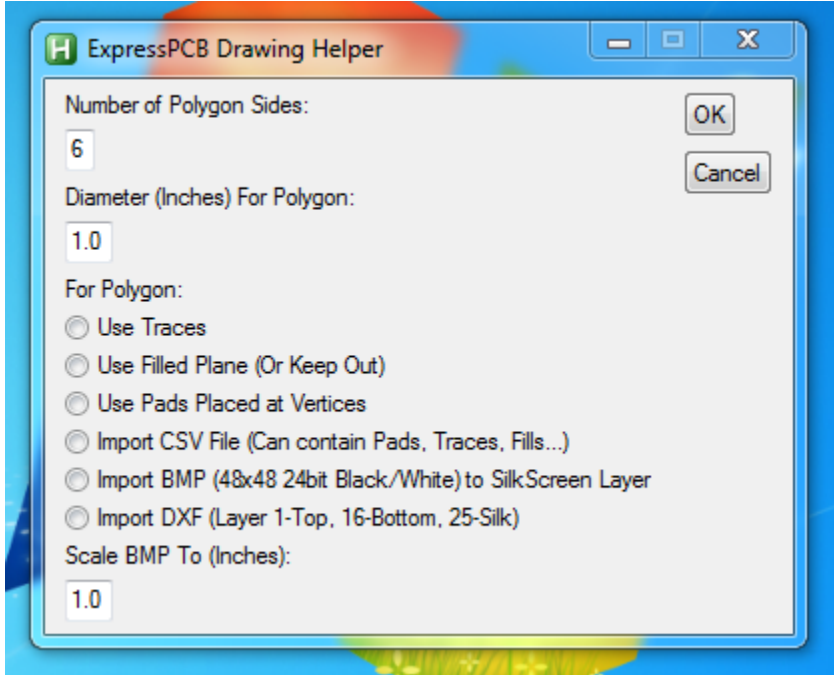 H ExpressPCB Drawing Helper
Number of Polygon Sides:
OK
6
Cancel
Diameter (Inches) For Polygon:
1.0
For Polygon:
Use Traces
Use Filled Plane (Or Keep Out)
Use Pads Placed at Vertices
Import CSV File (Can contain Pads, Traces, Fills...)
Import BMP (48x48 24bit Black/White) to SilkScreen Layer
Import DXF (Layer 1-Top, 16-Bottom, 25-Silk)
Scale BMP To (Inches):
1.0